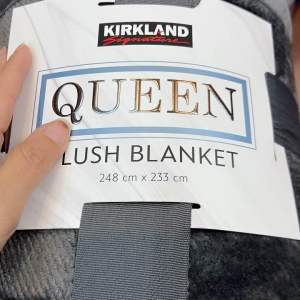 KIRKLAND
Signature
QUEEN
LUSH BLANKET
248 cm x 233 cm